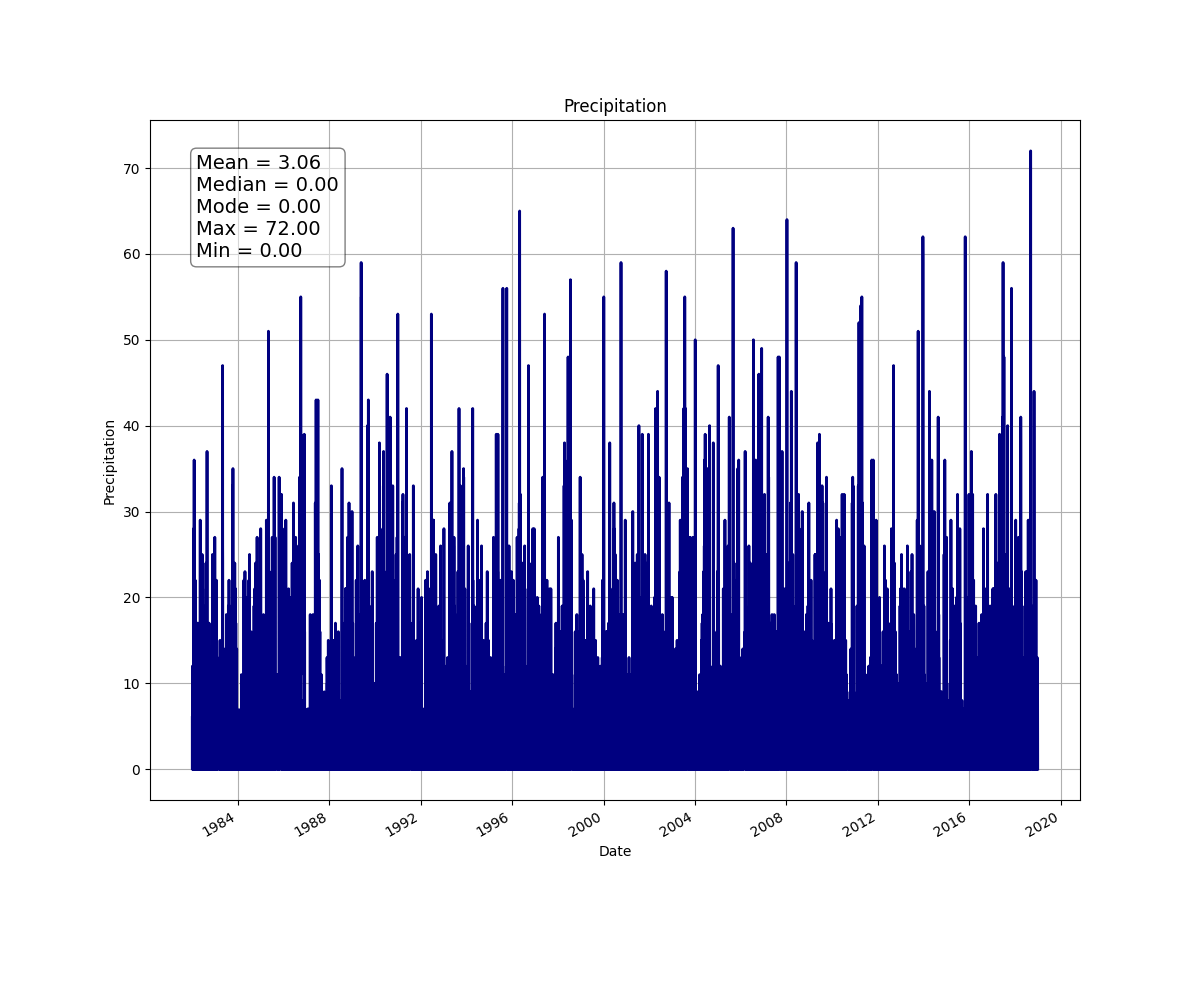 Precipitation
Mean = 3.06
Median = 0.00
Mode = 0.00
Max = 72.00
Min = 0.00
Precipitation
70
60
50
40
30
20
10
0
1984
1988
1992
1996
2000
2004
2008
2012
2016
2020
Date